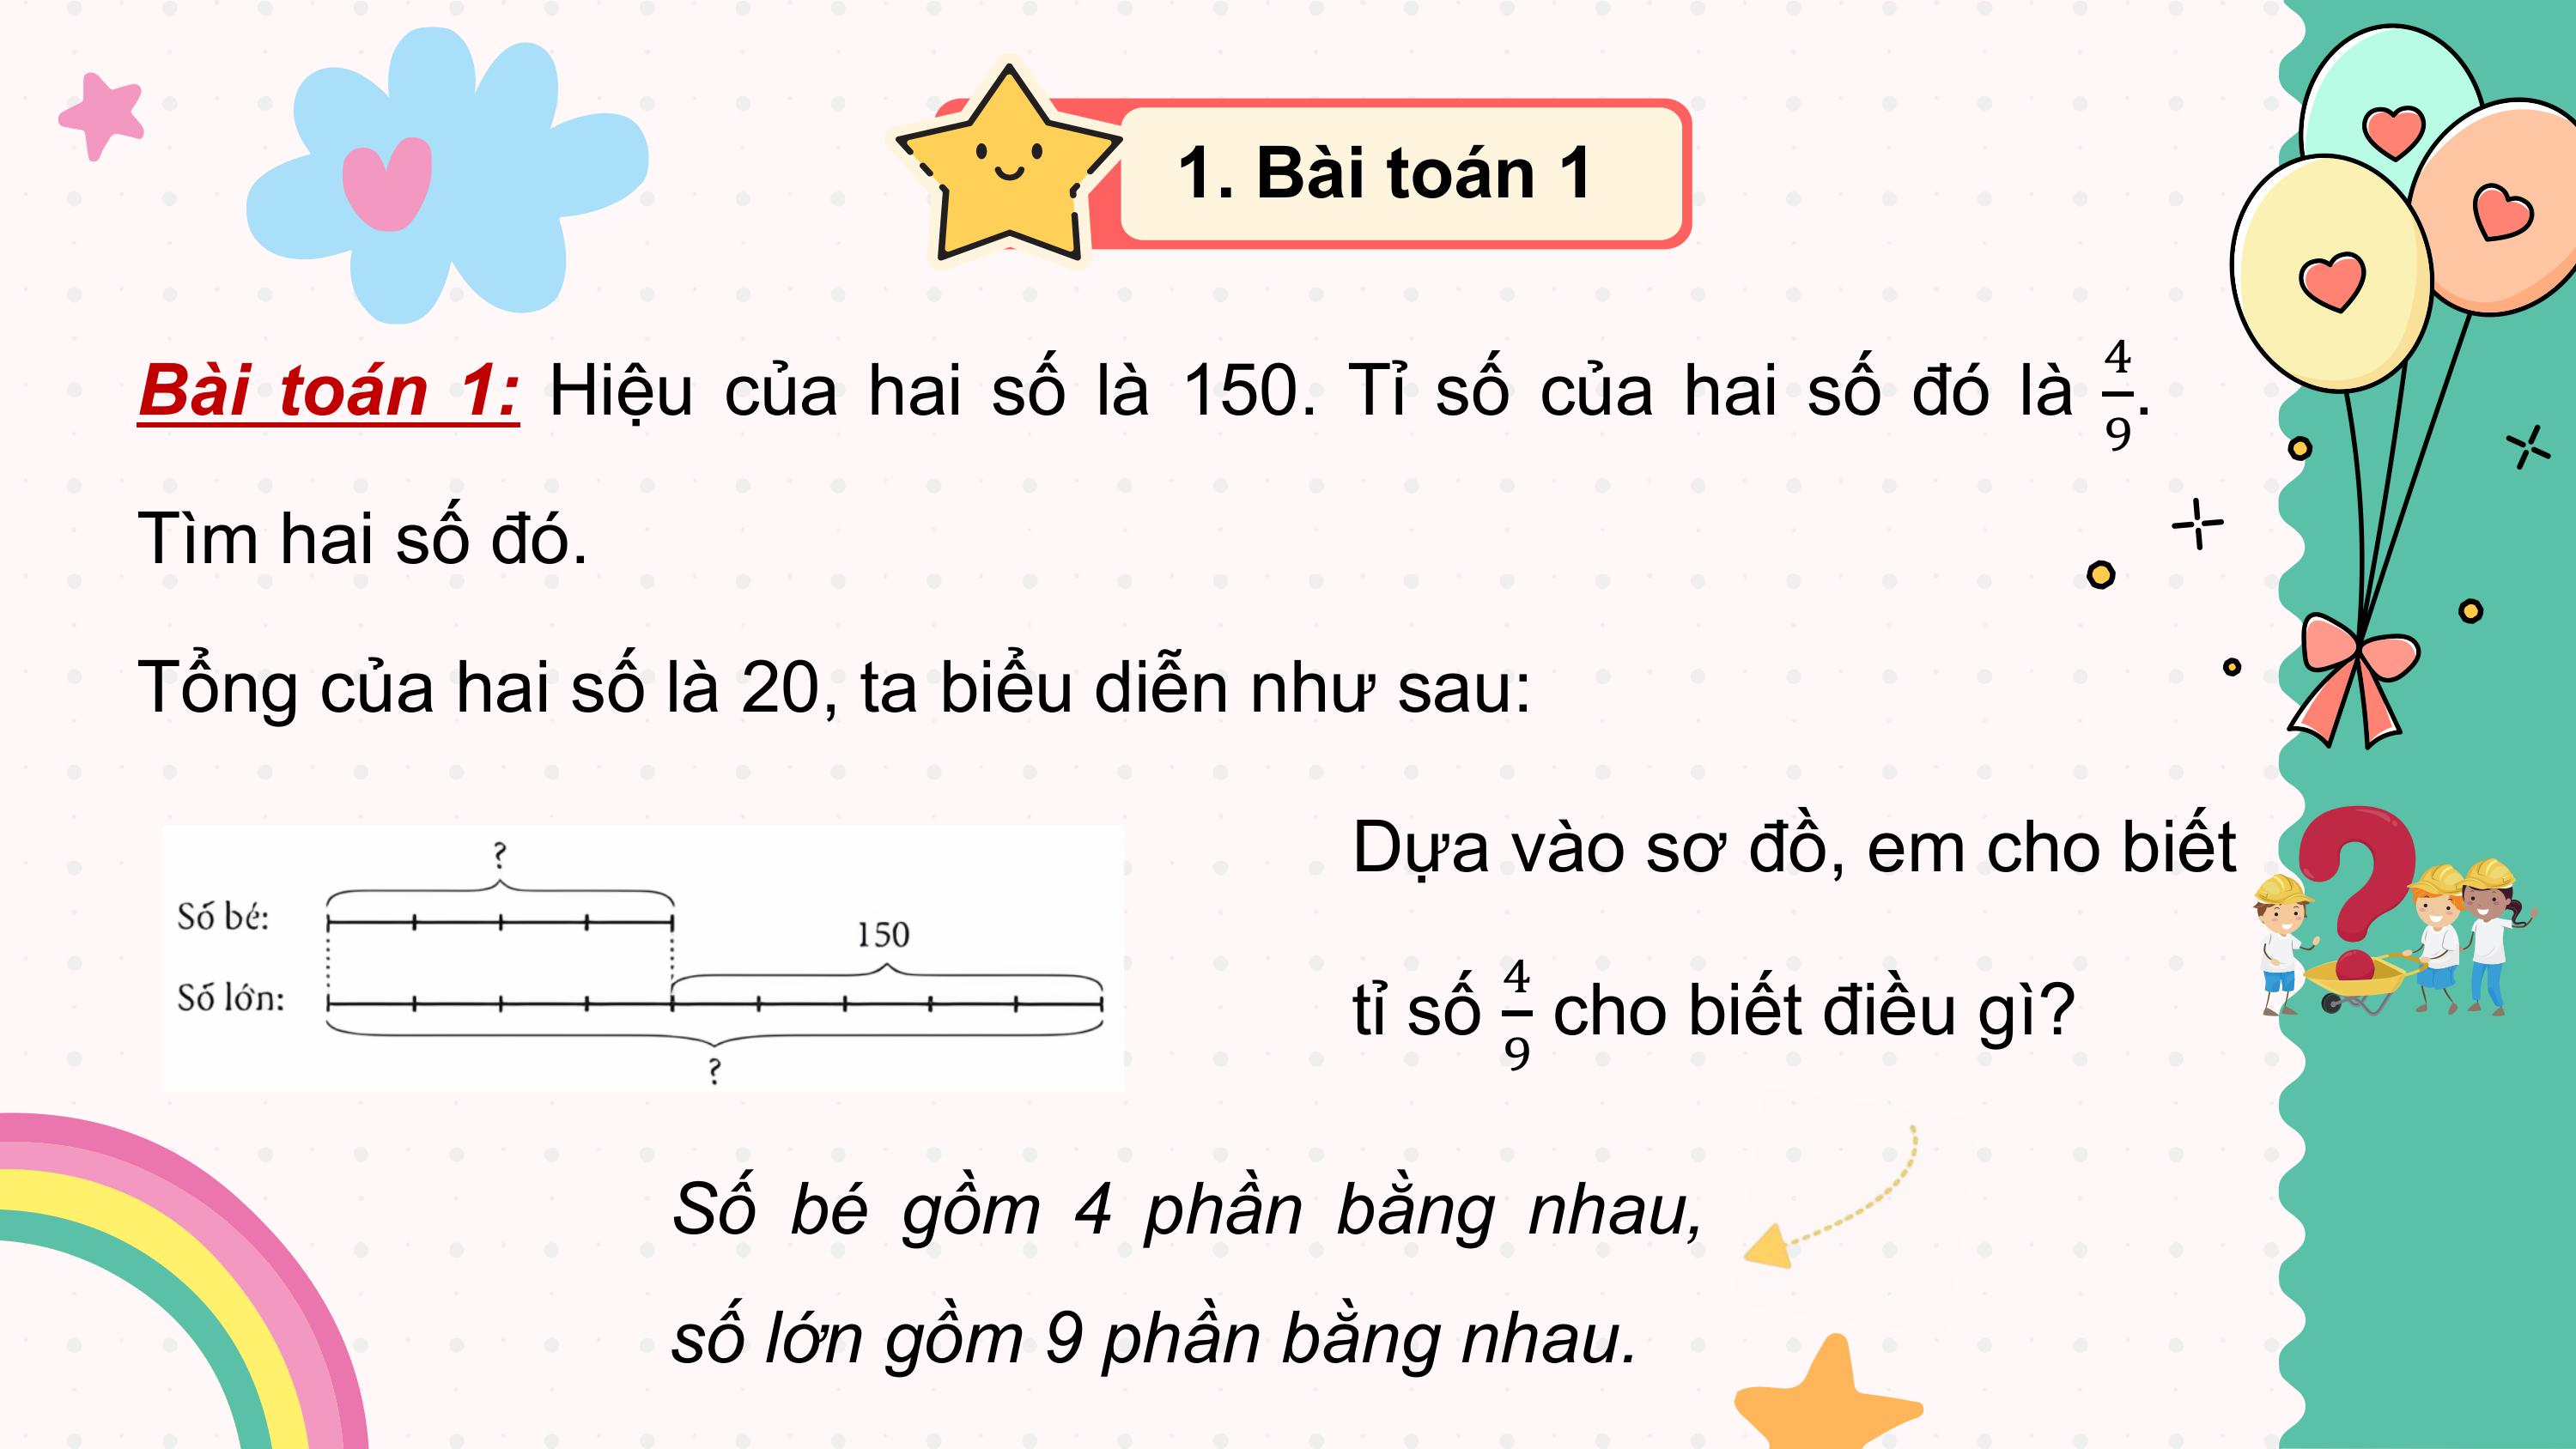 1. Bài toán 1
Bài toán 1: Hiệu của hai số là 150. Tỉ số của hai số đó là 4/9.
Tìm hai số đó.
Tổng của hai số là 20, ta biểu diễn như sau:
?
Số bé:
150
Số lớn:
?
Dựa vào sơ đồ, em cho biết
tỉ số 4/9 cho biết điều gì?
Số bé gồm 4 phần bằng nhau,
số lớn gồm 9 phần bằng nhau.